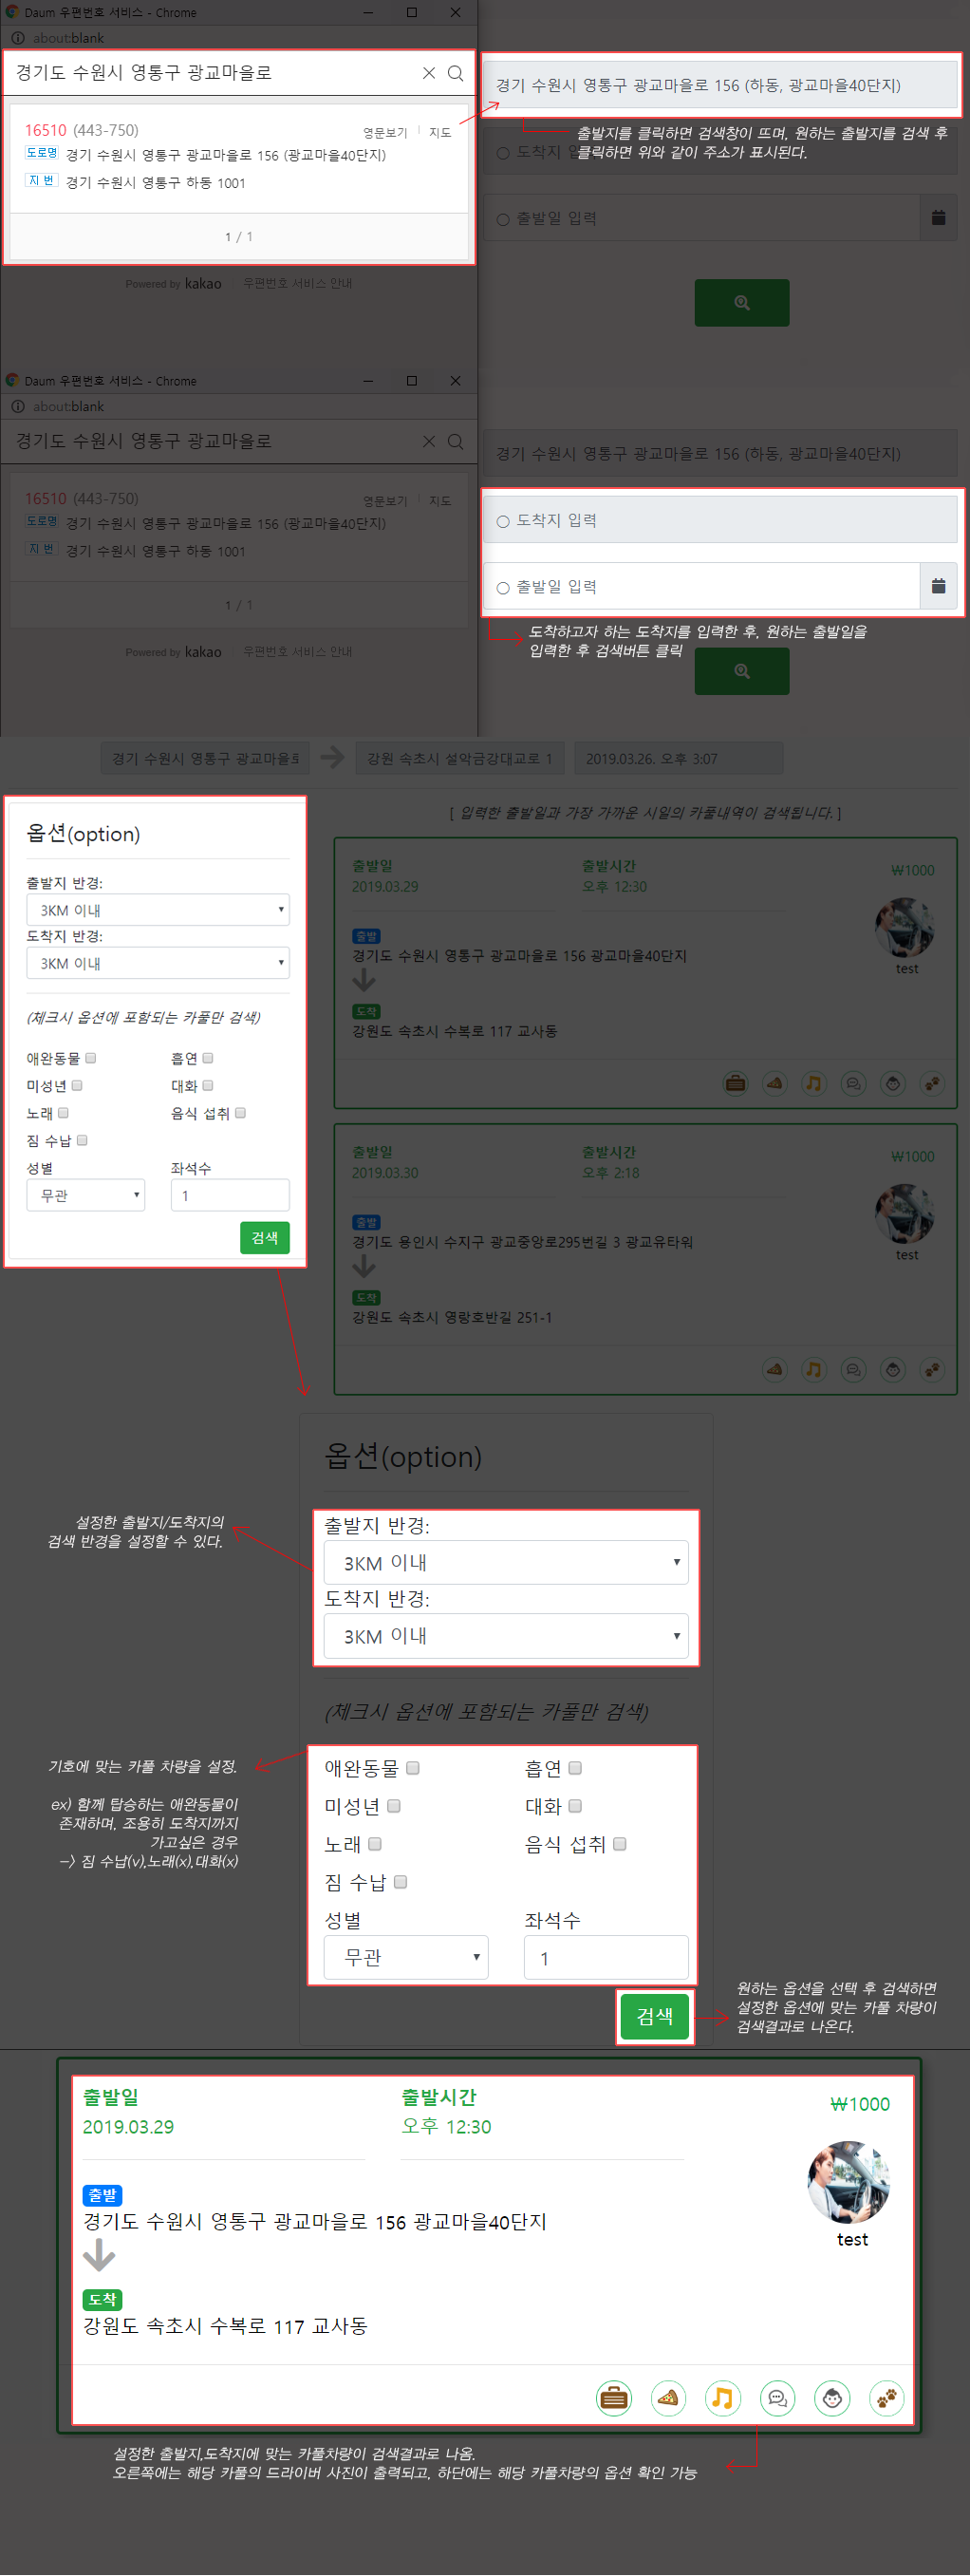 Daum 우편번호 서비스 - Chrome
about:blank
경기도 수원시 영통구 광교마을로
16510 (443-750)
영문보기 | 지도
도로명 경기 수원시 영통구 광교마을로 156 (광교마을40단지)
지 번 경기 수원시 영통구 하동 1001
1 / 1
Powered by kakao | 우편번호 서비스 안내
경기 수원시 영통구 광교마을로 156 (하동, 광교마을40단지)
출발지를 클릭하면 검색창이 뜨며, 원하는 출발지를 검색 후
클릭하면 위와 같이 주소가 표시된다.
도착지 입
출발일 입력
Daum 우편번호 서비스 - Chrome
about:blank
경기도 수원시 영통구 광교마을로
16510 (443-750)
영문보기 | 지도
도로명 경기 수원시 영통구 광교마을로 156 (광교마을40단지)
지 번 경기 수원시 영통구 하동 1001
1 / 1
Powered by kakao | 우편번호 서비스 안내
경기 수원시 영통구 광교마을로 156 (하동, 광교마을40단지)
도착지 입력
출발일 입력
도착하고자 하는 도착지를 입력한 후, 원하는 출발일을
입력한 후 검색버튼 클릭
경기 수원시 영통구 광교마을로
강원 속초시 설악금강대교로 1
2019.03.26. 오후 3:07
옵션(option)
출발지 반경:
3KM 이내
도착지 반경:
3KM 이내
(체크시 옵션에 포함되는 카풀만 검색)
애완동물 흡연
미성년 대화
노래 음식 섭취
짐 수납
성별 좌석수
무관 1
검색
[ 입력한 출발일과 가장 가까운 시일의 카풀내역이 검색됩니다. ]
출발일 출발시간
2019.03.29 오후 12:30
₩1000
출발
경기도 수원시 영통구 광교마을로 156 광교마을40단지
test
도착
강원도 속초시 수복로 117 교사동
출발일 출발시간
2019.03.30 오후 2:18
₩1000
출발
경기도 용인시 수지구 광교중앙로295번길 3 광교유타워
test
도착
강원도 속초시 영랑호반길 251-1
옵션(option)
설정한 출발지/도착지의
검색 반경을 설정할 수 있다.
출발지 반경:
3KM 이내
도착지 반경:
3KM 이내
(체크시 옵션에 포함되는 카풀만 검색)
기호에 맞는 카풀 차량을 설정.
ex) 함께 탑승하는 애완동물이
존재하며, 조용히 도착지까지
가고싶은 경우
-> 짐 수납(v),노래(x),대화(x)
애완동물 흡연
미성년 대화
노래 음식 섭취
짐 수납
성별 좌석수
무관 1
검색
원하는 옵션을 선택 후 검색하면
설정한 옵션에 맞는 카풀 차량이
검색결과로 나온다.
출발일 출발시간
2019.03.29 오후 12:30
₩1000
출발
경기도 수원시 영통구 광교마을로 156 광교마을40단지
test
도착
강원도 속초시 수복로 117 교사동
설정한 출발지,도착지에 맞는 카풀차량이 검색결과로 나옴.
오른쪽에는 해당 카풀의 드라이버 사진이 출력되고, 하단에는 해당 카풀차량의 옵션 확인 가능